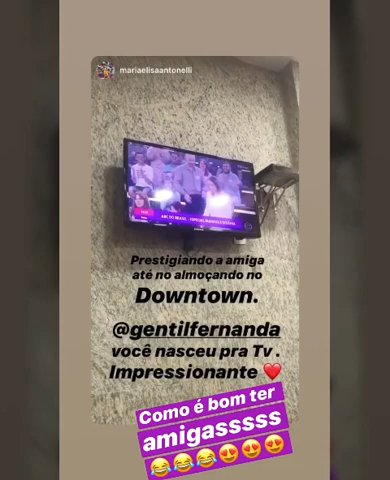 mariaelisaantonelli
Prestigiando a amiga
até no almoçando no
Downtown.
@gentilfernanda
você nasceu pra Tv .
Impressionante ❤️
Como é bom ter
amigasssss
😂😂😂😍😍😍